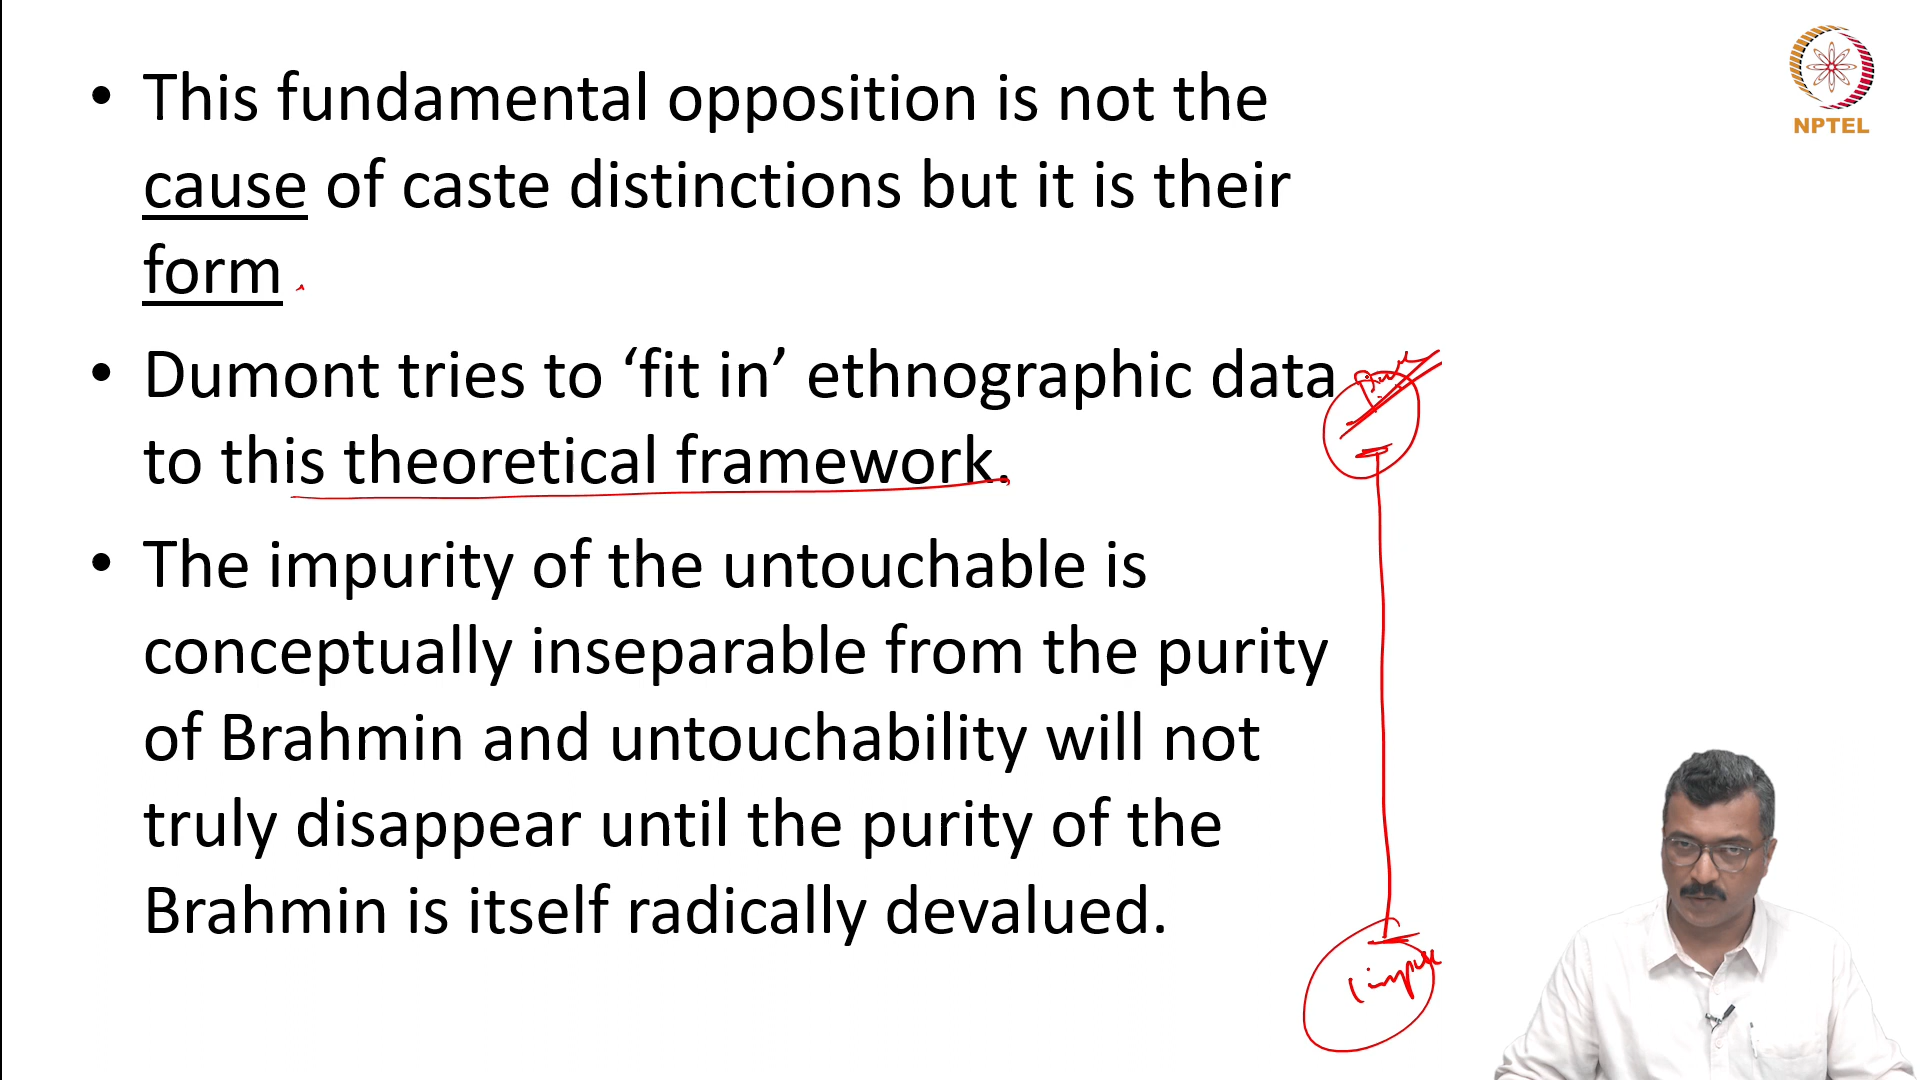 • This fundamental opposition is not the
cause of caste distinctions but it is their
form
• Dumont tries to ‘fit in’ ethnographic data
to this theoretical framework.
• The impurity of the untouchable is
conceptually inseparable from the purity
of Brahmin and untouchability will not
truly disappear until the purity of the
Brahmin is itself radically devalued.
NPTEL
impure